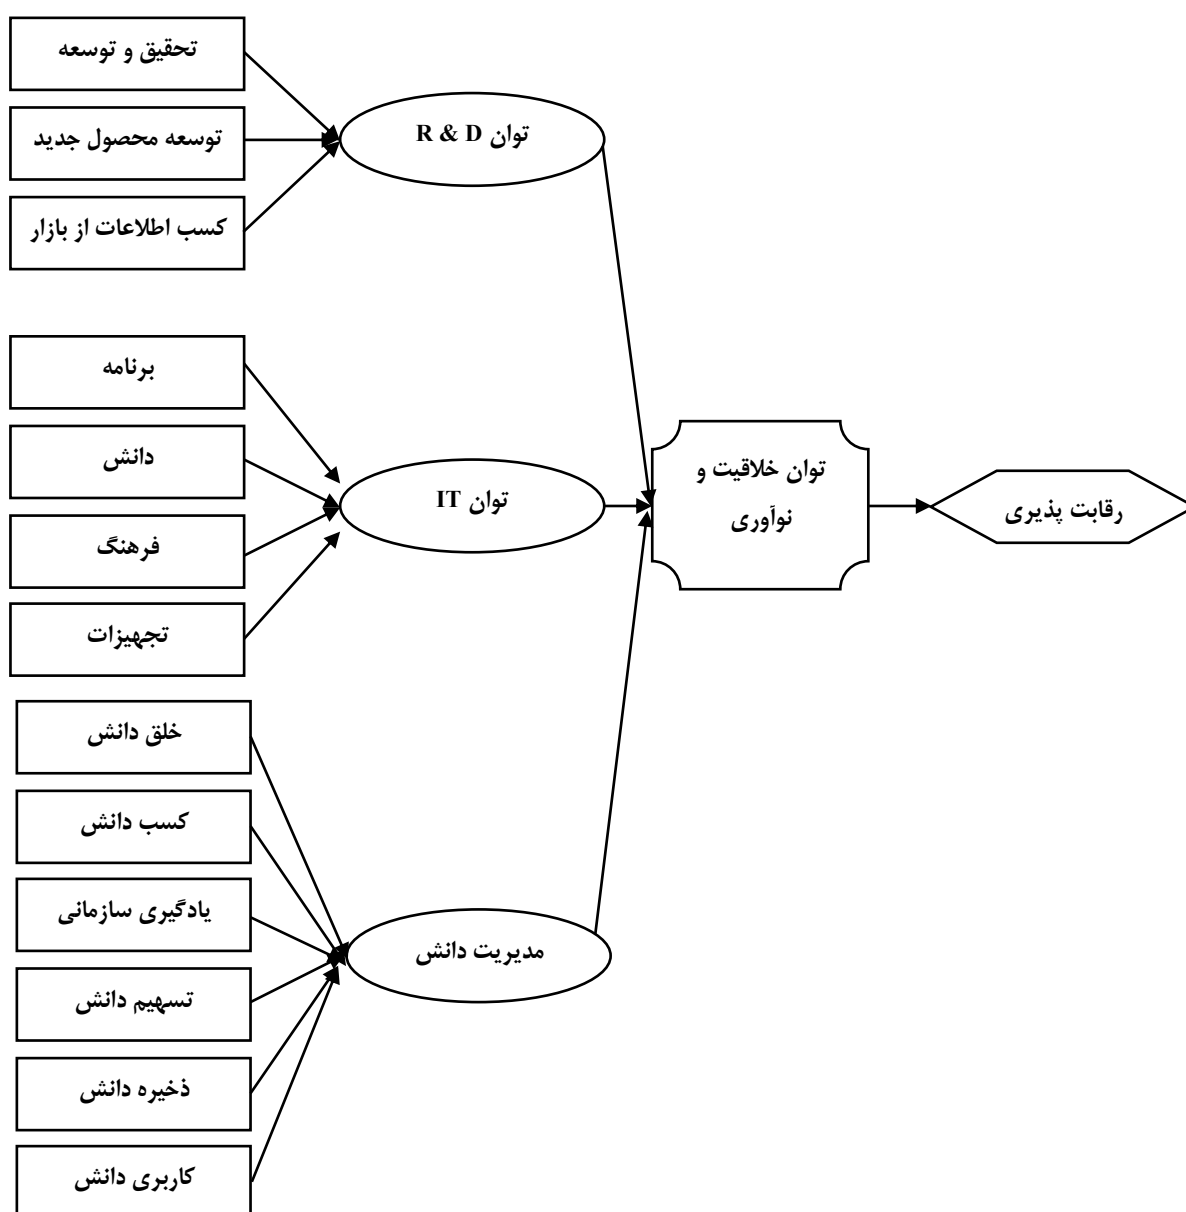 تحقیق و توسعه
توسعه محصول جدید
کسب اطلاعات از بازار
توان R & D
برنامه
دانش
فرهنگ
تجهیزات
توان IT
توان خلاقیت و
نوآوری
رقابت پذیری
خلق دانش
کسب دانش
یادگیری سازمانی
تسهیم دانش
ذخیره دانش
کاربری دانش
مدیریت دانش